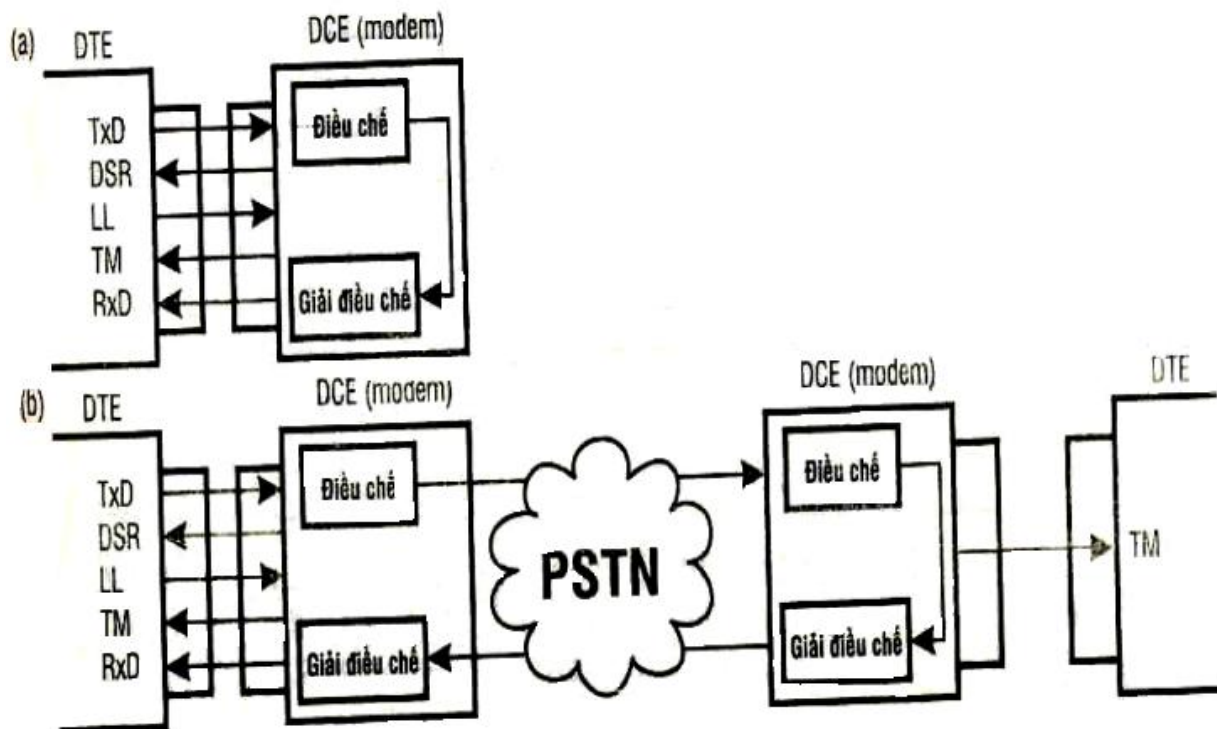 (a)
DTE
DCE (modem)
TxD
DSR
LL
TM
RxD
Điều chế
Giải điều chế
(b)
DTE
DCE (modem)
DCE (modem)
DTE
TxD
DSR
LL
TM
RxD
Điều chế
Giải điều chế
PSTN
Điều chế
Giải điều chế
TM